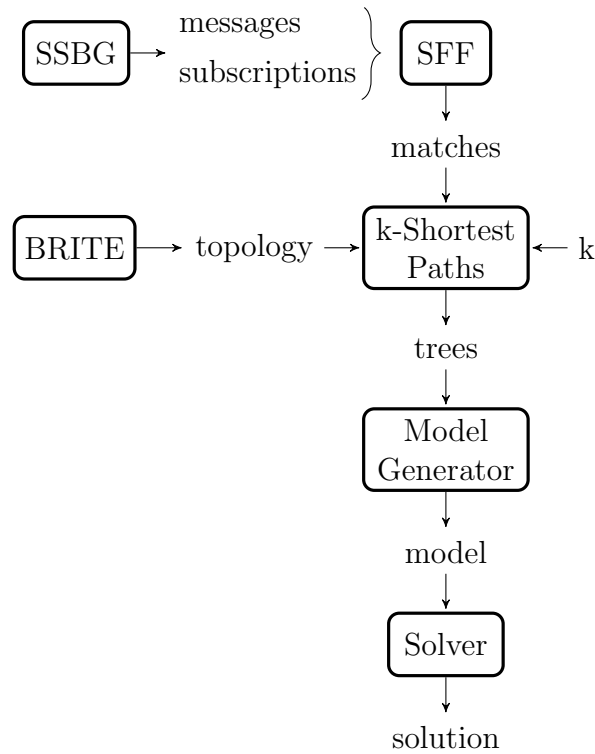 SSBG
messages
subscriptions
SFF
matches
BRITE
topology
k-Shortest
Paths
k
trees
Model
Generator
model
Solver
solution